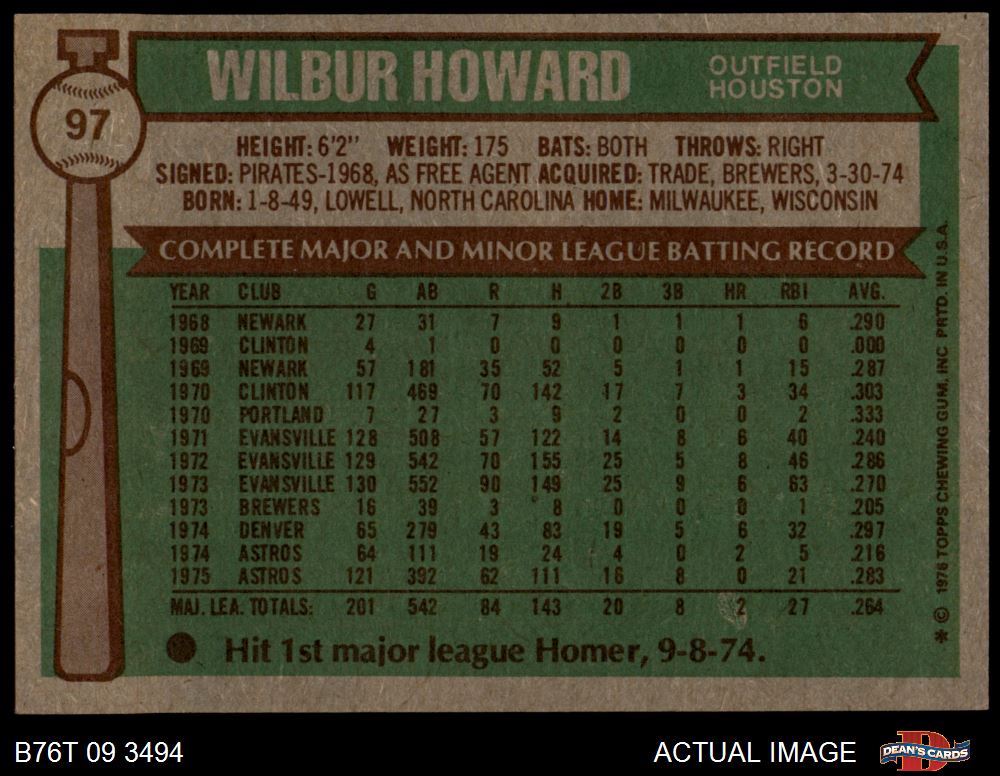 97
WILBUR HOWARD
OUTFIELD
HOUSTON
HEIGHT: 6'2" WEIGHT: 175 BATS: BOTH THROWS: RIGHT
SIGNED: PIRATES-1968, AS FREE AGENT ACQUIRED: TRADE, BREWERS, 3-30-74
BORN: 1-8-49, LOWELL, NORTH CAROLINA HOME: MILWAUKEE, WISCONSIN
COMPLETE MAJOR AND MINOR LEAGUE BATTING RECORD
YEAR CLUB G AB R H 2B 3B HR RBI AVG.
1968 NEWARK 27 31 7 9 1 1 1 6 .290
1969 CLINTON 4 1 0 0 0 0 0 0 .000
1969 NEWARK 57 181 35 52 5 1 1 15 .287
1970 CLINTON 117 469 70 142 17 7 3 34 .303
1970 PORTLAND 7 27 3 9 2 0 0 2 .333
1971 EVANSVILLE 128 508 57 122 14 8 6 40 .240
1972 EVANSVILLE 129 542 70 155 25 5 8 46 .286
1973 EVANSVILLE 130 552 90 149 25 9 6 63 .270
1973 BREWERS 16 39 3 8 0 0 0 1 .205
1974 DENVER 65 279 43 83 19 5 6 32 .297
1974 ASTROS 64 111 19 24 4 0 2 5 .216
1975 ASTROS 121 392 62 111 16 8 0 21 .283
MAJ. LEA. TOTALS: 201 542 84 143 20 8 2 27 .264
Hit 1st major league Homer, 9-8-74.
* © 1976 TOPPS CHEWING GUM, INC PRTD. IN U.S.A.
B76T 09 3494
ACTUAL IMAGE
DEAN'S CARDS